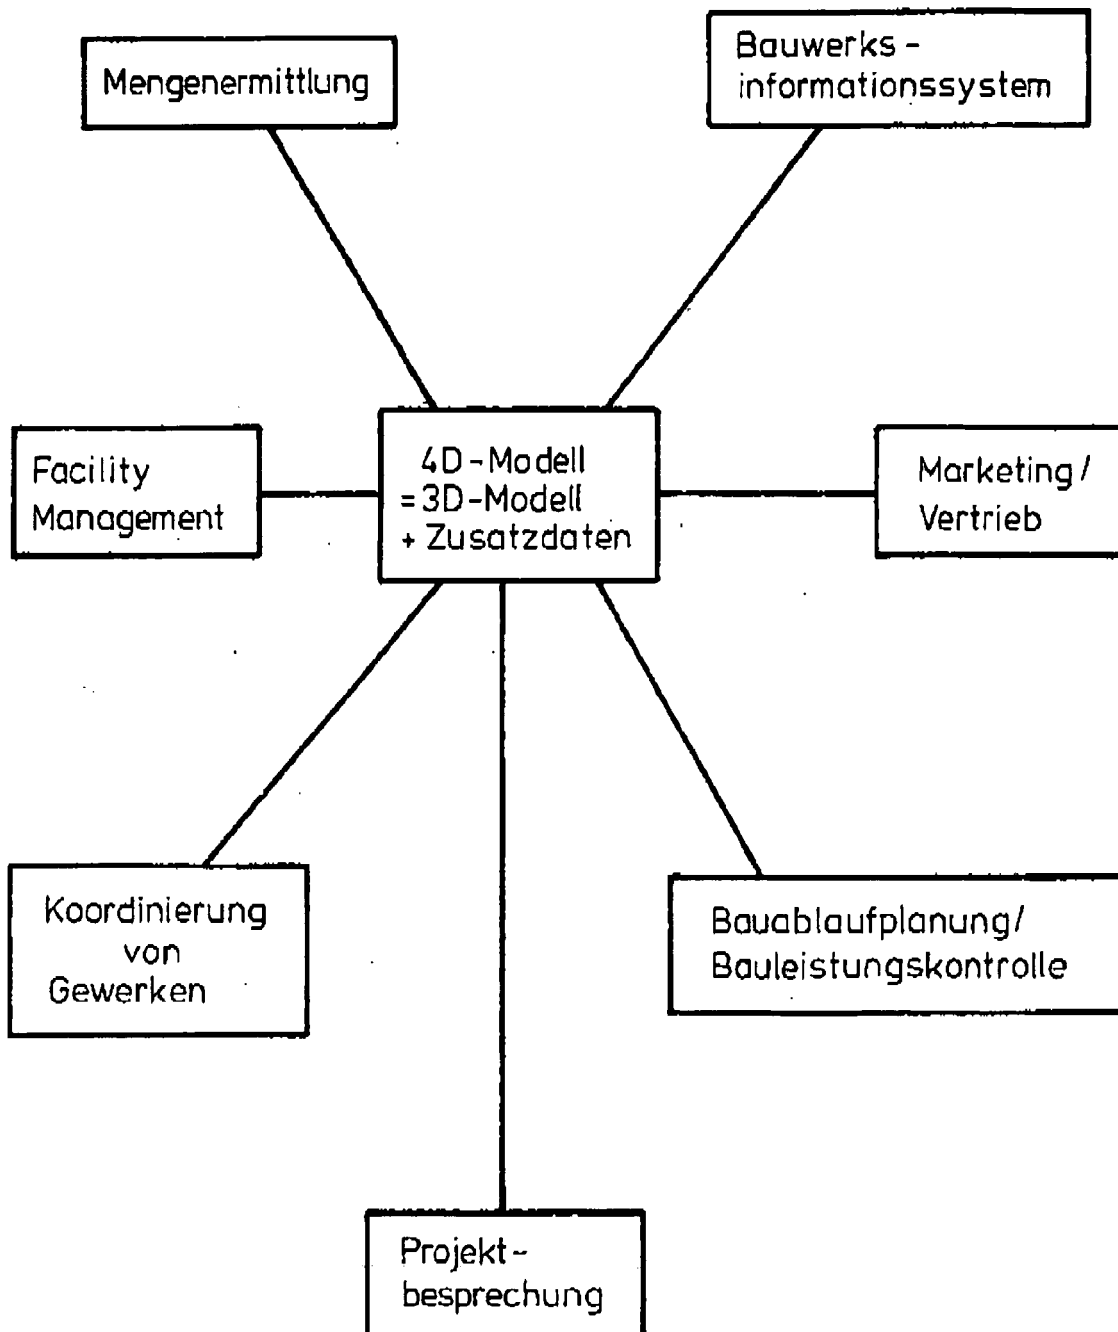 Mengenermittlung
Bauwerks-
informationssystem
4D-Modell
=3D-Modell
+ Zusatzdaten
Facility
Management
Marketing/
Vertrieb
Koordinierung
von
Gewerken
Bauablaufplanung/
Bauleistungskontrolle
Projekt-
besprechung